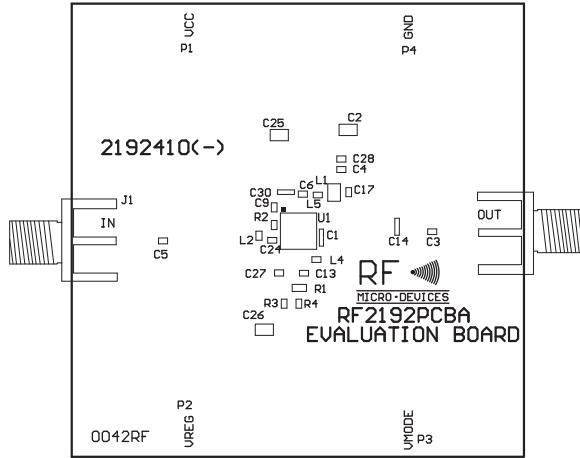 VCC
P1
GND
P4
C25
C2
2192410(-)
C28
C4
L1
C30
C6
C17
L5
C9
J1
IN
R2
U1
OUT
L2
C1
C24
C14
C3
C5
L4
C27
C13
RF
R1
MICRO·DEVICES
R3
R4
RF2192PCBA
C26
EVALUATION BOARD
P2
VREG
0042RF
VMODE
P3